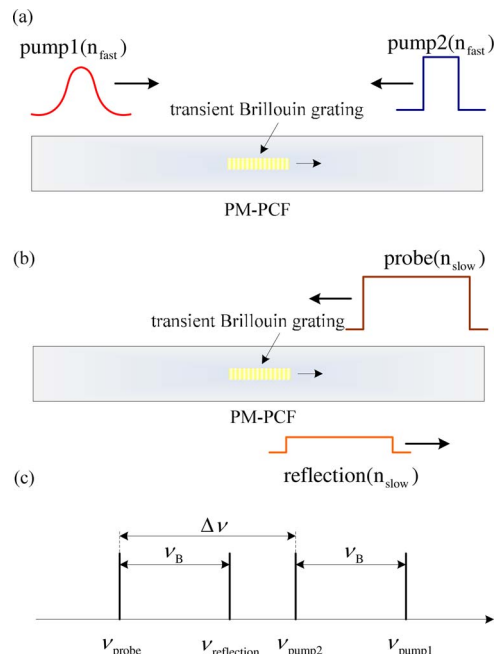 (a)
pump1(n_fast)
pump2(n_fast)
transient Brillouin grating
PM-PCF
(b)
probe(n_slow)
transient Brillouin grating
PM-PCF
reflection(n_slow)
(c)
Δν
ν_B ν_B
ν_probe ν_reflection ν_pump2 ν_pump1